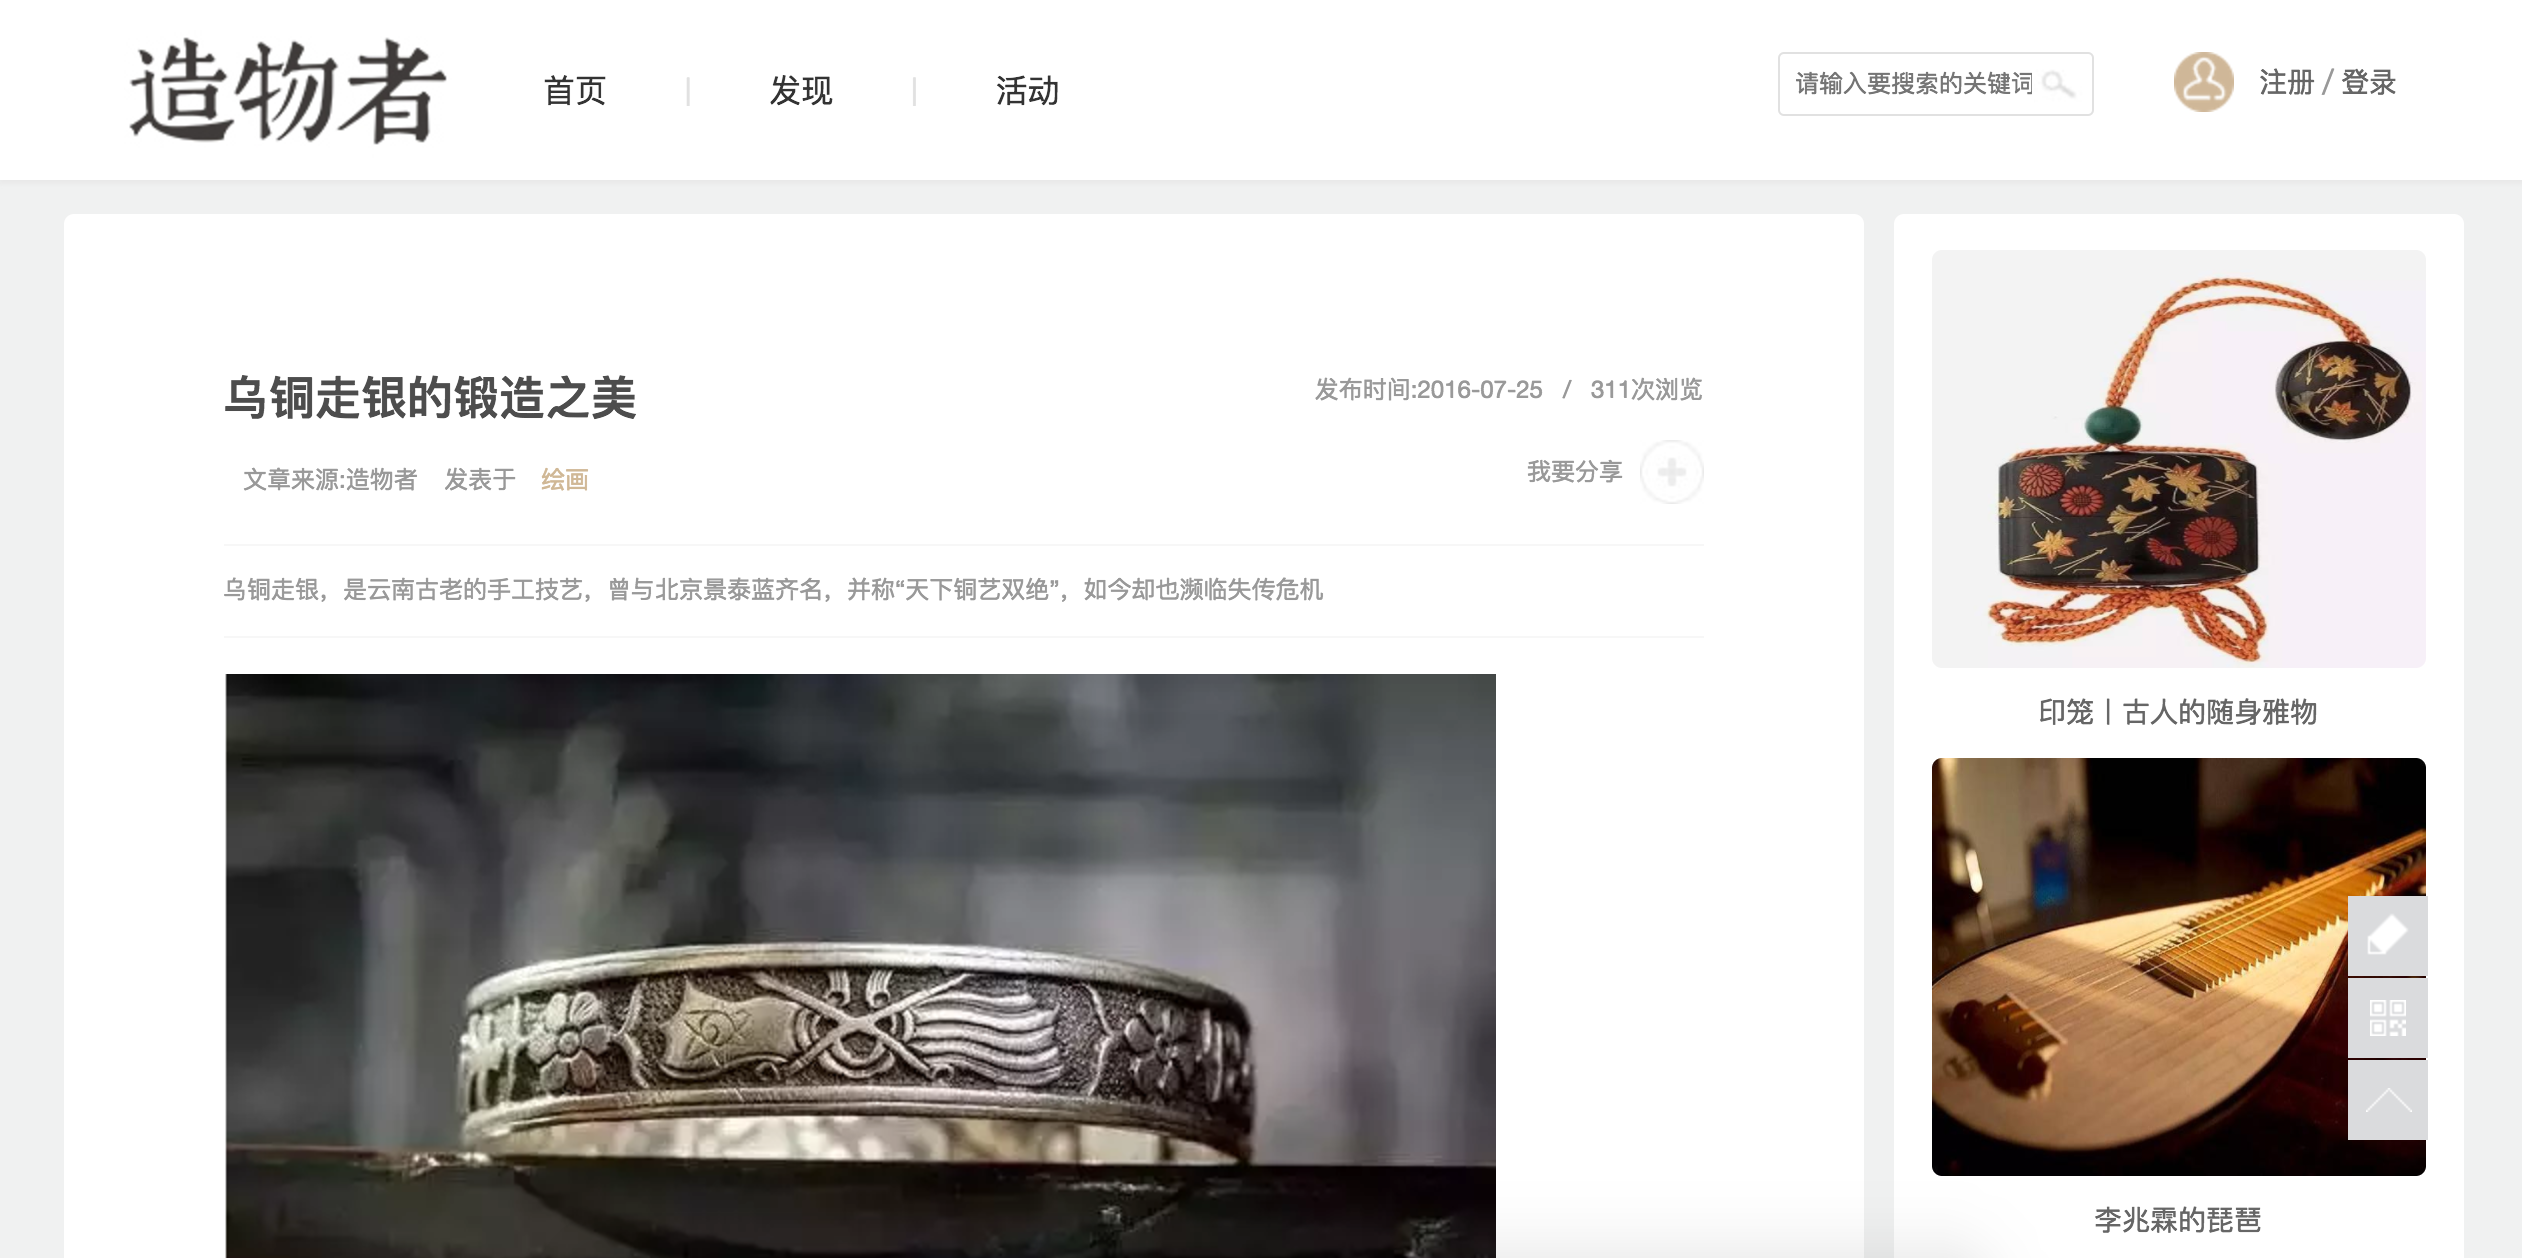 造物者
首页 | 发现 | 活动
请输入要搜索的关键词
注册 / 登录
乌铜走银的锻造之美
发布时间:2016-07-25 / 311次浏览
文章来源:造物者 发表于 绘画
我要分享
乌铜走银，是云南古老的手工技艺，曾与北京景泰蓝齐名，并称“天下铜艺双绝”，如今却也濒临失传危机
印笼丨古人的随身雅物
李兆霖的琵琶